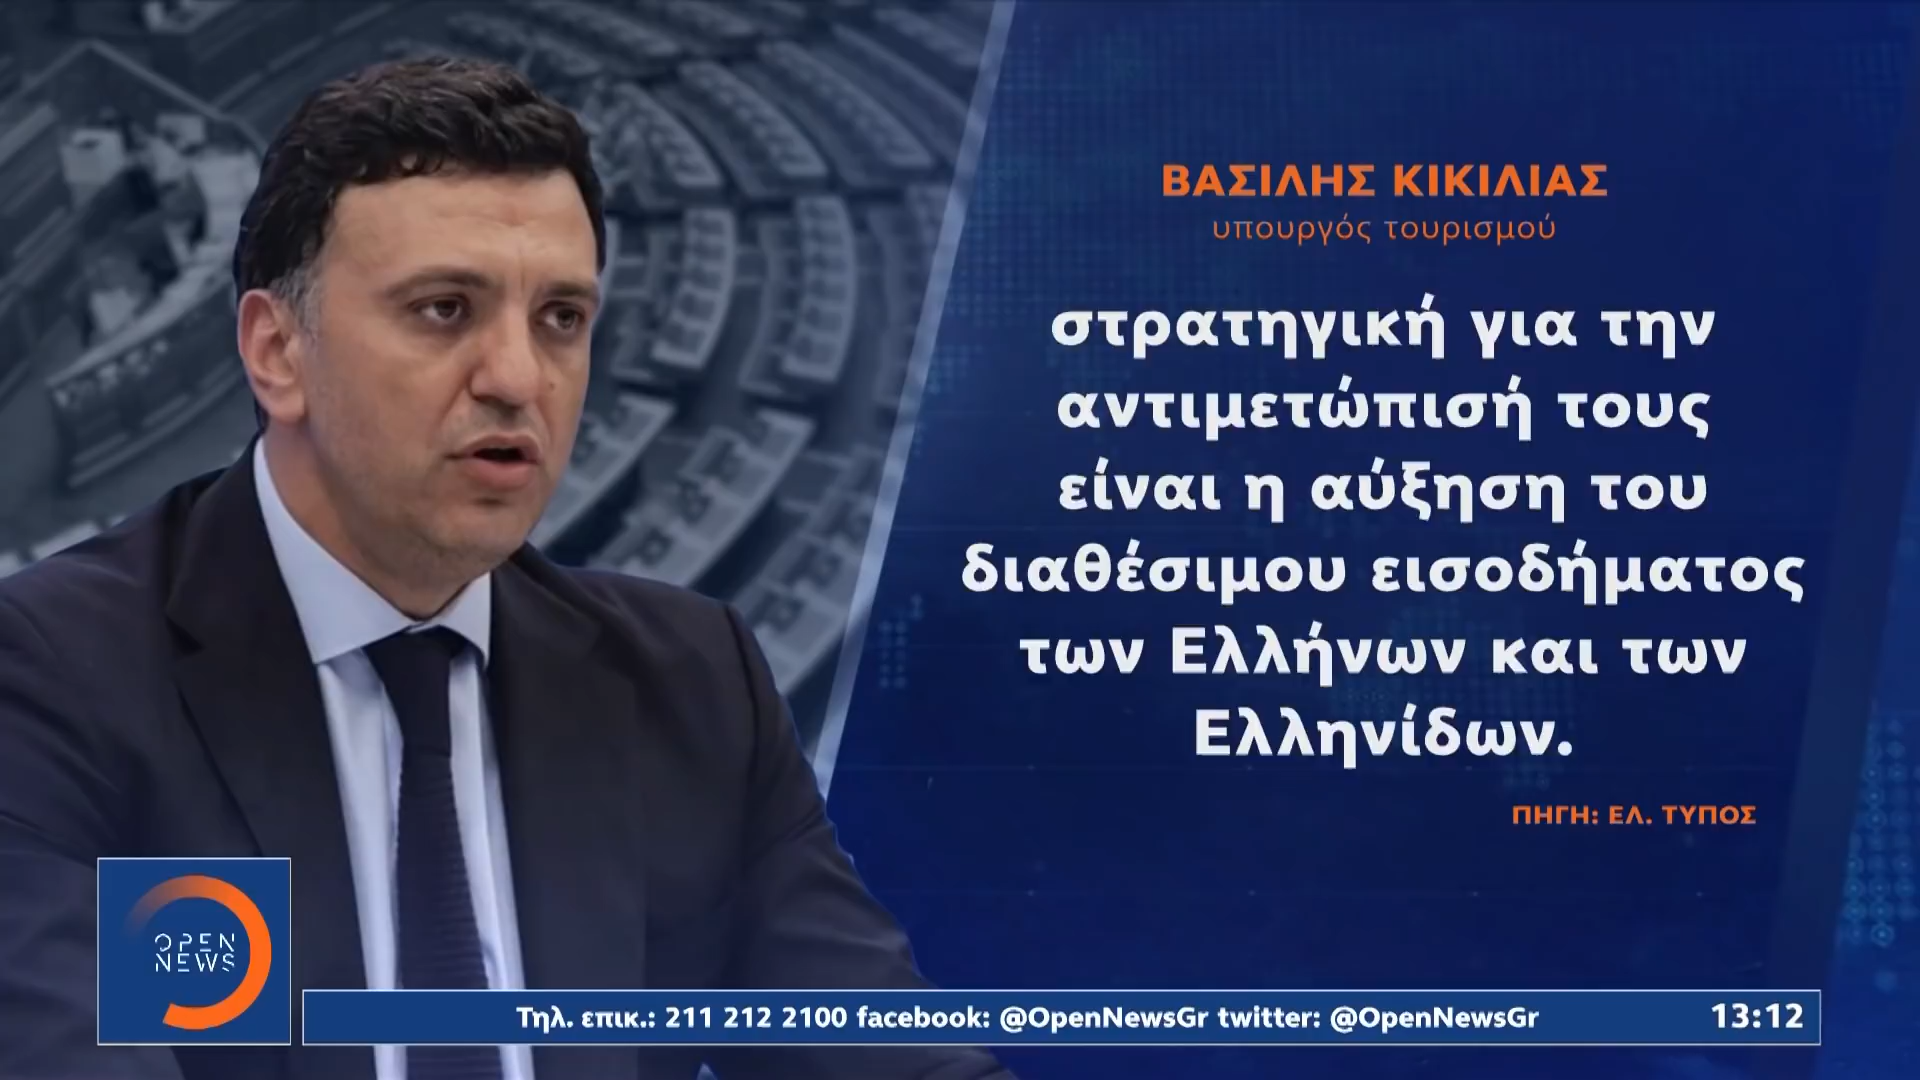 ΒΑΣΙΛΗΣ ΚΙΚΙΛΙΑΣ
υπουργός τουρισμού
στρατηγική για την
αντιμετώπισή τους
είναι η αύξηση του
διαθέσιμου εισοδήματος
των Ελλήνων και των
Ελληνίδων.
ΠΗΓΗ: ΕΛ. ΤΥΠΟΣ
OPEN
NEWS
Τηλ. επικ.: 211 212 2100 facebook: @OpenNewsGr twitter: @OpenNewsGr 13:12